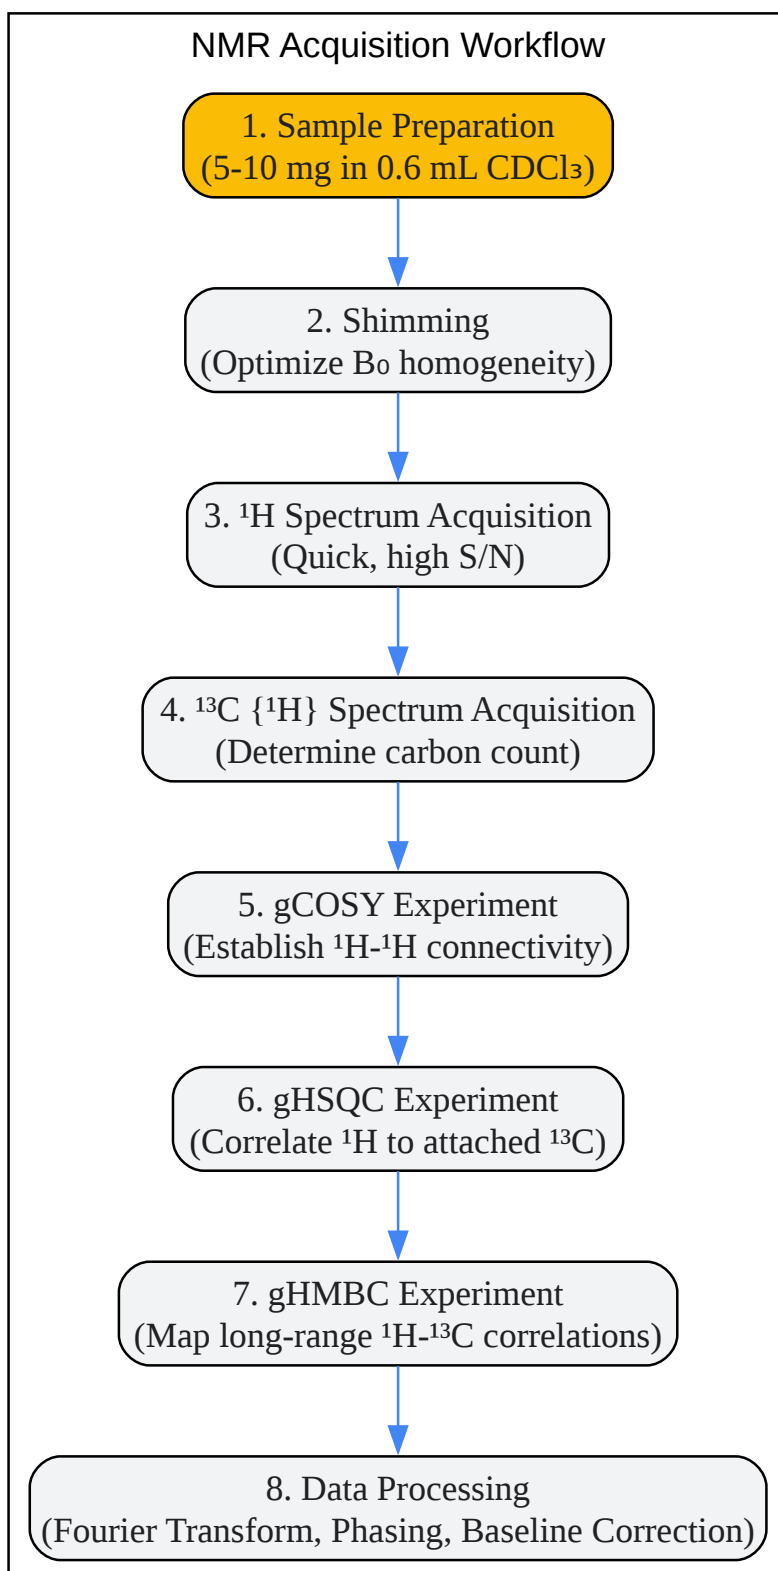 NMR Acquisition Workflow
1. Sample Preparation
(5-10 mg in 0.6 mL CDCl₃)
2. Shimming
(Optimize B₀ homogeneity)
3. ¹H Spectrum Acquisition
(Quick, high S/N)
4. ¹³C {¹H} Spectrum Acquisition
(Determine carbon count)
5. gCOSY Experiment
(Establish ¹H-¹H connectivity)
6. gHSQC Experiment
(Correlate ¹H to attached ¹³C)
7. gHMBC Experiment
(Map long-range ¹H-¹³C correlations)
8. Data Processing
(Fourier Transform, Phasing, Baseline Correction)